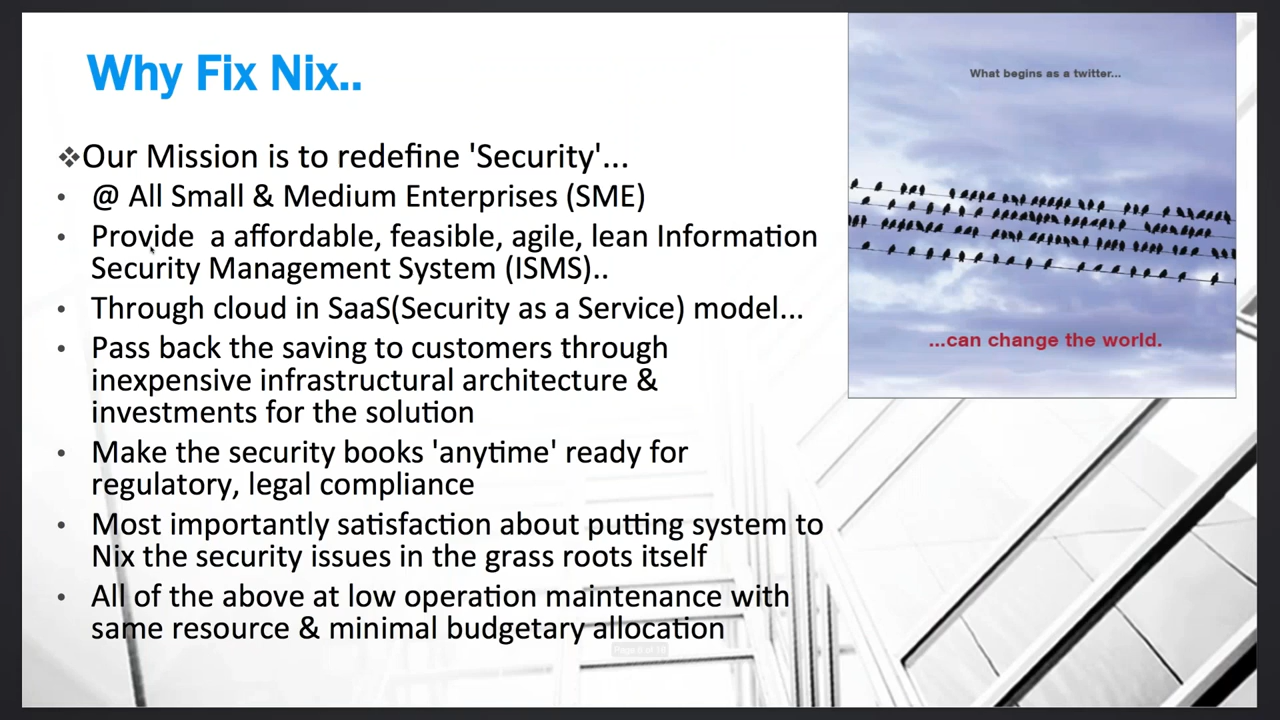 Why Fix Nix..
❖Our Mission is to redefine 'Security'...
• @ All Small & Medium Enterprises (SME)
• Provide a affordable, feasible, agile, lean Information
Security Management System (ISMS)..
• Through cloud in SaaS(Security as a Service) model...
• Pass back the saving to customers through
inexpensive infrastructural architecture &
investments for the solution
• Make the security books 'anytime' ready for
regulatory, legal compliance
• Most importantly satisfaction about putting system to
Nix the security issues in the grass roots itself
• All of the above at low operation maintenance with
same resource & minimal budgetary allocation
What begins as a twitter...
...can change the world.